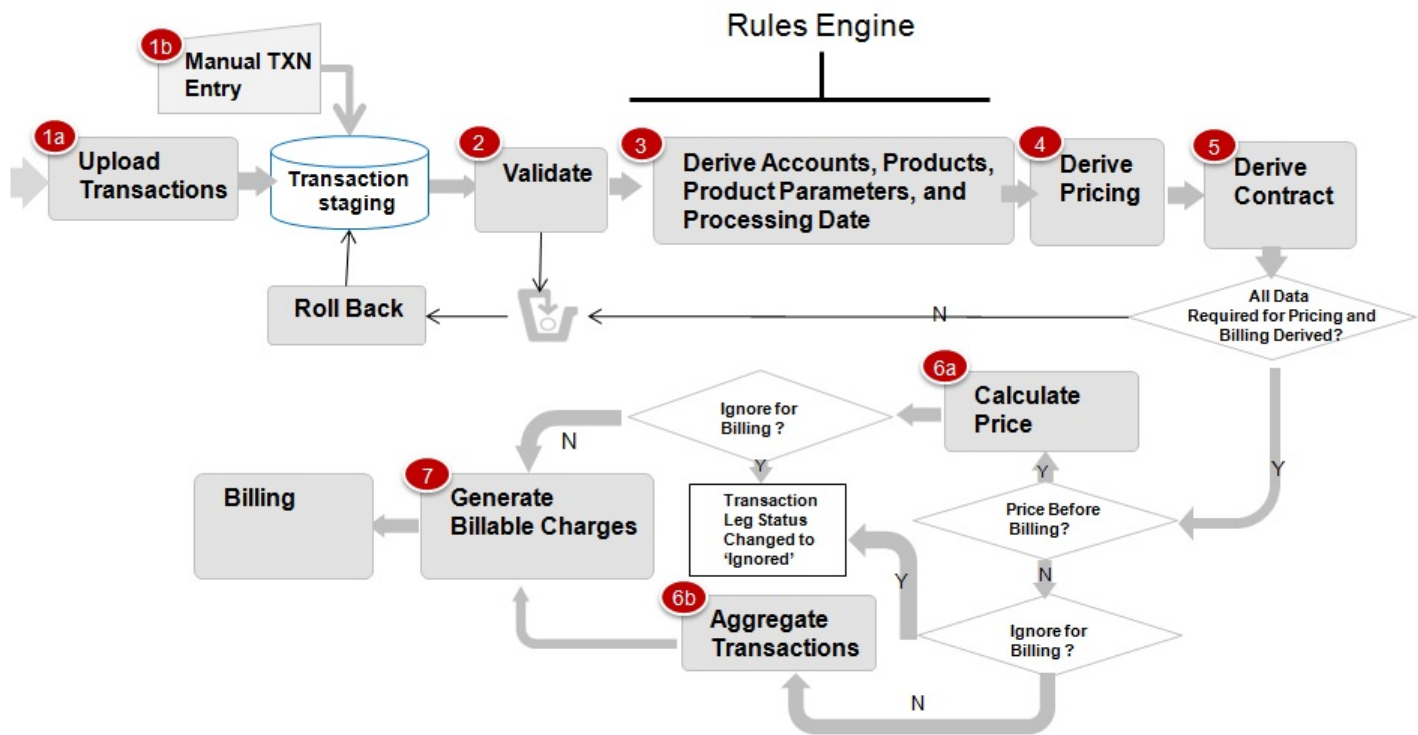 Rules Engine
1b
Manual TXN
Entry
1a
Upload
Transactions
Transaction
staging
2
Validate
3
Derive Accounts, Products,
Product Parameters, and
Processing Date
4
Derive
Pricing
5
Derive
Contract
Roll Back
N
All Data
Required for Pricing and
Billing Derived?
6a
Calculate
Price
Ignore for
Billing ?
N
Y
Y
Y
7
Generate
Billable Charges
Billing
Transaction
Leg Status
Changed to
‘Ignored’
Price Before
Billing?
Y
N
6b
Aggregate
Transactions
Ignore for
Billing ?
N